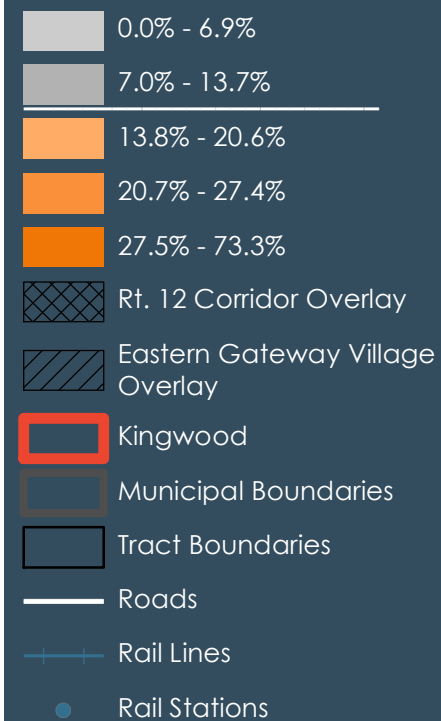 0.0% - 6.9%
7.0% - 13.7%
13.8% - 20.6%
20.7% - 27.4%
27.5% - 73.3%
Rt. 12 Corridor Overlay
Eastern Gateway Village
Overlay
Kingwood
Municipal Boundaries
Tract Boundaries
Roads
Rail Lines
Rail Stations